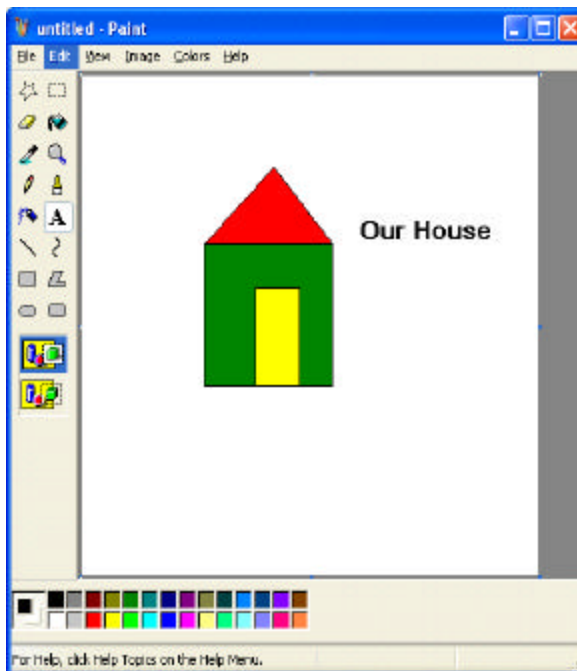 untitled - Paint
File Edit View Image Colors Help
A
Our House
For Help, click Help Topics on the Help Menu.